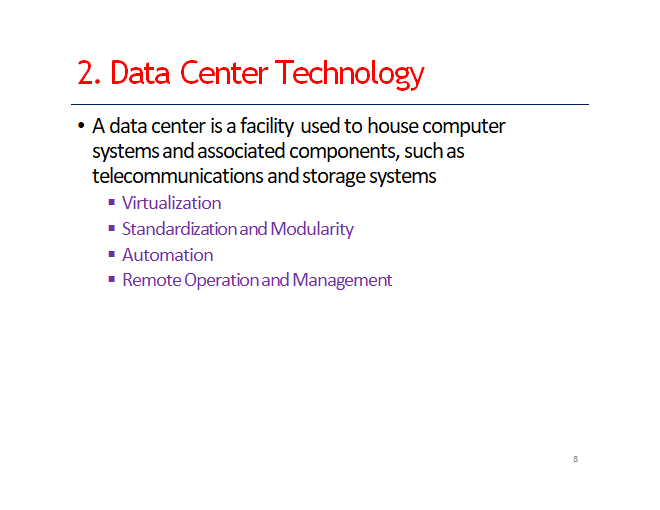 2. Data Center Technology
• A data center is a facility used to house computer
systems and associated components, such as
telecommunications and storage systems
▪ Virtualization
▪ Standardization and Modularity
▪ Automation
▪ Remote Operation and Management
8